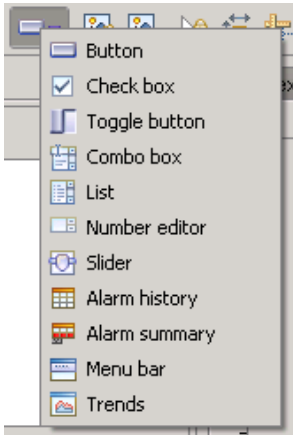 Button
Check box
Toggle button
Combo box
List
Number editor
Slider
Alarm history
Alarm summary
Menu bar
Trends